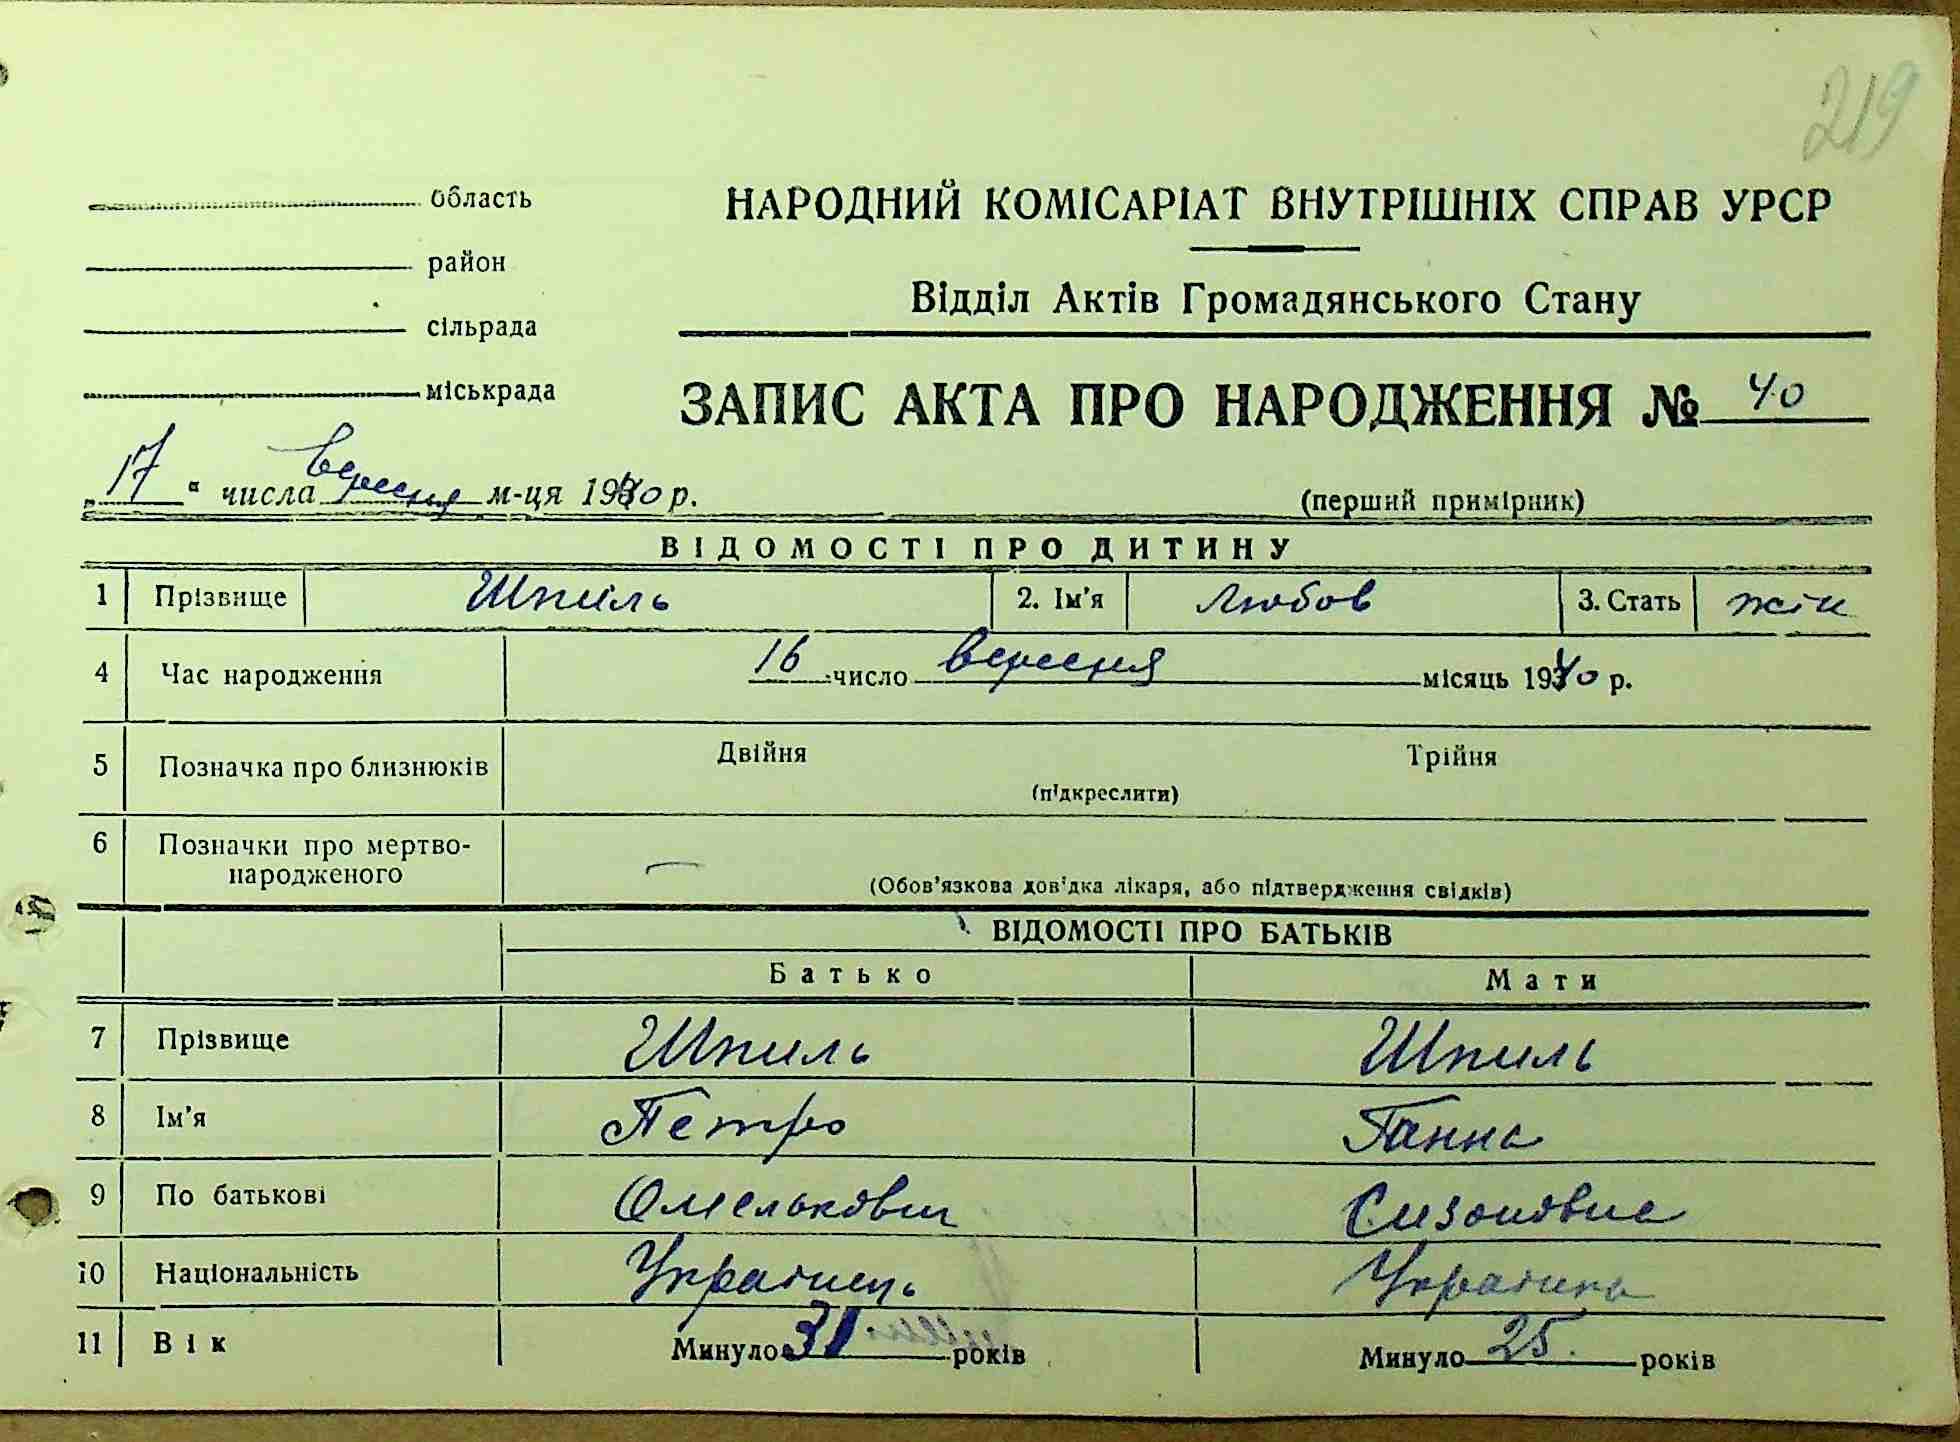 219
область
район
сільрада
міськрада
НАРОДНИЙ КОМІСАРІАТ ВНУТРІШНІХ СПРАВ УРСР
Відділ Актів Громадянського Стану
ЗАПИС АКТА ПРО НАРОДЖЕННЯ № 40
„17“ числа вересня м-ця 1940 р.
(перший примірник)
ВІДОМОСТІ ПРО ДИТИНУ
1 Прізвище Шпиль 2. Ім'я Любов 3. Стать жін
4 Час народження 16 число вересня місяць 1940 р.
5 Позначка про близнюків Двійня Трійня
(підкреслити)
6 Позначки про мертво-
народженого —
(Обов'язкова довідка лікаря, або підтвердження свідків)
ВІДОМОСТІ ПРО БАТЬКІВ
Батько Мати
7 Прізвище Шпиль Шпиль
8 Ім'я Петро Ганна
9 По батькові Омелькович Сизоновна
10 Національність Українець Українка
11 Вік Минуло 31 років Минуло 25. років